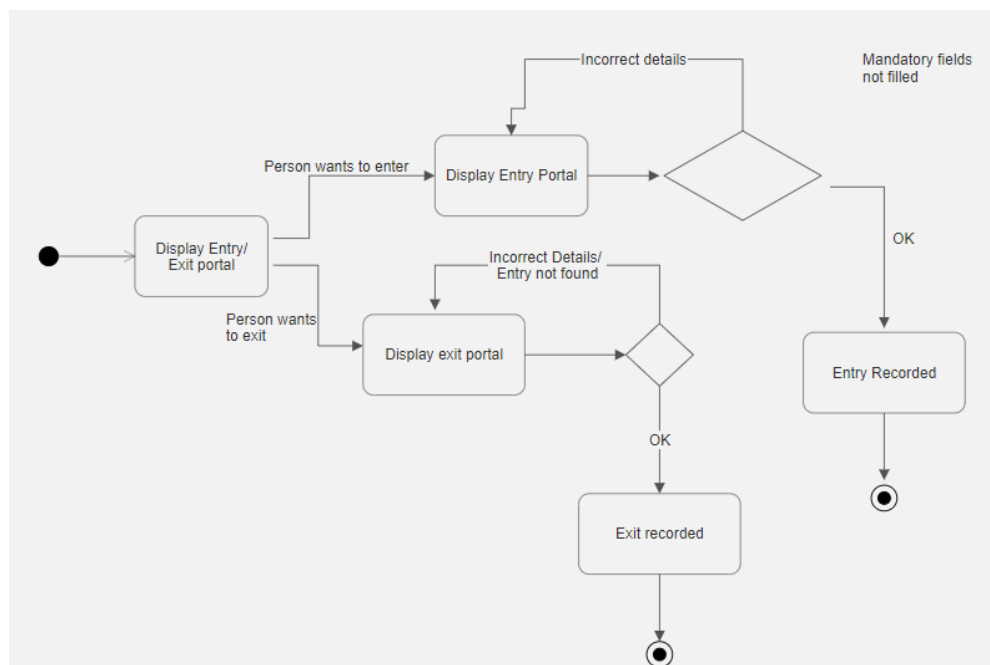 Incorrect details
Mandatory fields
not filled
Person wants to enter
Display Entry Portal
Display Entry/
Exit portal
OK
Incorrect Details/
Entry not found
Person wants
to exit
Display exit portal
Entry Recorded
OK
Exit recorded